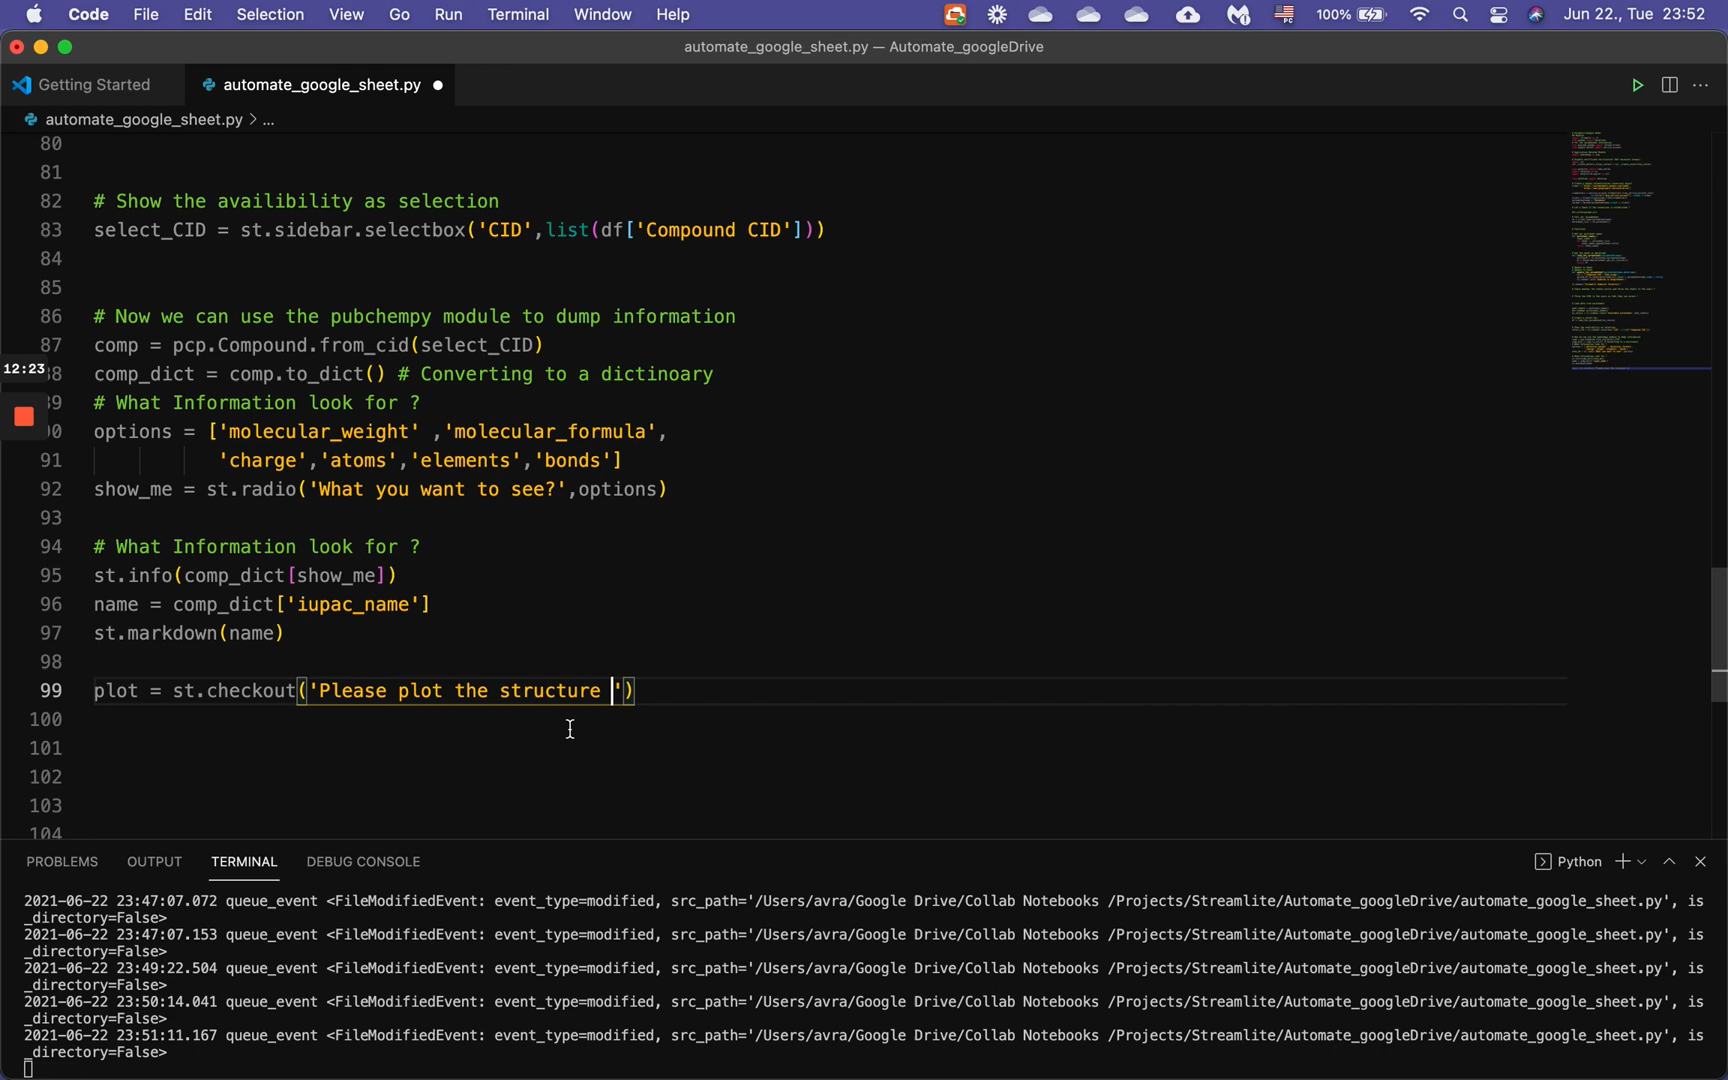 Code File Edit Selection View Go Run Terminal Window Help 100% Jun 22., Tue 23:52
automate_google_sheet.py — Automate_googleDrive
Getting Started automate_google_sheet.py
automate_google_sheet.py > ...
80
81
82 # Show the availibility as selection
83 select_CID = st.sidebar.selectbox('CID',list(df['Compound CID']))
84
85
86 # Now we can use the pubchempy module to dump information
87 comp = pcp.Compound.from_cid(select_CID)
12:23
88 comp_dict = comp.to_dict() # Converting to a dictinoary
89 # What Information look for ?
90 options = ['molecular_weight' ,'molecular_formula',
91 'charge','atoms','elements','bonds']
92 show_me = st.radio('What you want to see?',options)
93
94 # What Information look for ?
95 st.info(comp_dict[show_me])
96 name = comp_dict['iupac_name']
97 st.markdown(name)
98
99 plot = st.checkout('Please plot the structure ')
100
101
102
103
104
PROBLEMS OUTPUT TERMINAL DEBUG CONSOLE Python
2021-06-22 23:47:07.072 queue_event <FileModifiedEvent: event_type=modified, src_path='/Users/avra/Google Drive/Collab Notebooks /Projects/Streamlite/Automate_googleDrive/automate_google_sheet.py', is
_directory=False>
2021-06-22 23:47:07.153 queue_event <FileModifiedEvent: event_type=modified, src_path='/Users/avra/Google Drive/Collab Notebooks /Projects/Streamlite/Automate_googleDrive/automate_google_sheet.py', is
_directory=False>
2021-06-22 23:49:22.504 queue_event <FileModifiedEvent: event_type=modified, src_path='/Users/avra/Google Drive/Collab Notebooks /Projects/Streamlite/Automate_googleDrive/automate_google_sheet.py', is
_directory=False>
2021-06-22 23:50:14.041 queue_event <FileModifiedEvent: event_type=modified, src_path='/Users/avra/Google Drive/Collab Notebooks /Projects/Streamlite/Automate_googleDrive/automate_google_sheet.py', is
_directory=False>
2021-06-22 23:51:11.167 queue_event <FileModifiedEvent: event_type=modified, src_path='/Users/avra/Google Drive/Collab Notebooks /Projects/Streamlite/Automate_googleDrive/automate_google_sheet.py', is
_directory=False>